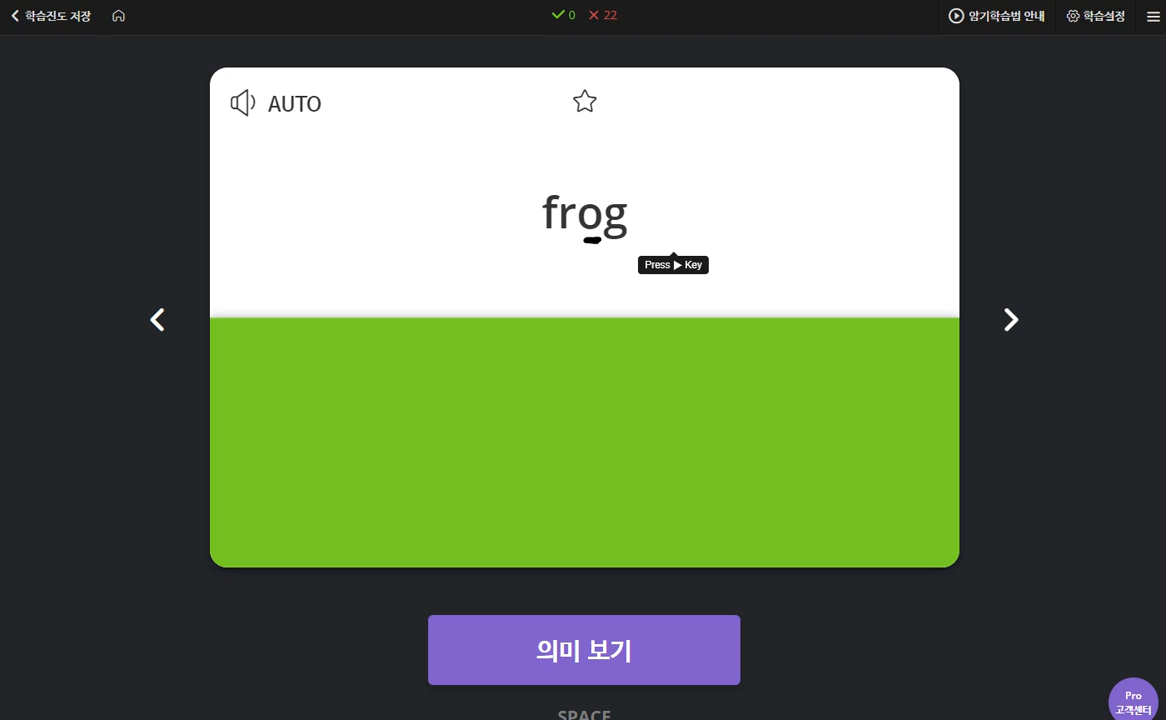 학습진도 저장
0 22
암기학습법 안내
학습설정
AUTO
frog
Press ▶ Key
의미 보기
SPACE
Pro
고객센터